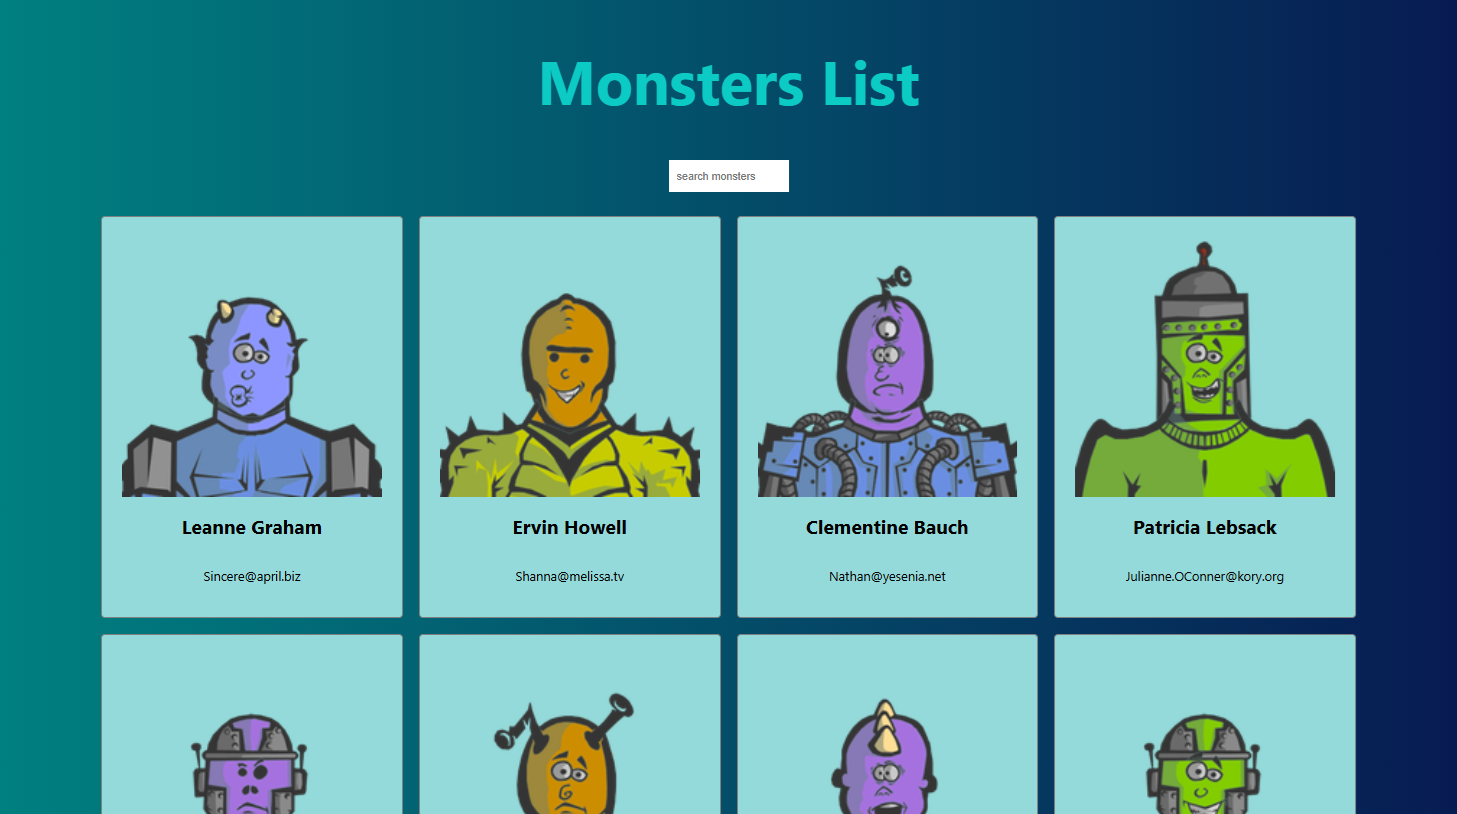 Monsters List
search monsters
Leanne Graham
Sincere@april.biz
Ervin Howell
Shanna@melissa.tv
Clementine Bauch
Nathan@yesenia.net
Patricia Lebsack
Julianne.OConner@kory.org